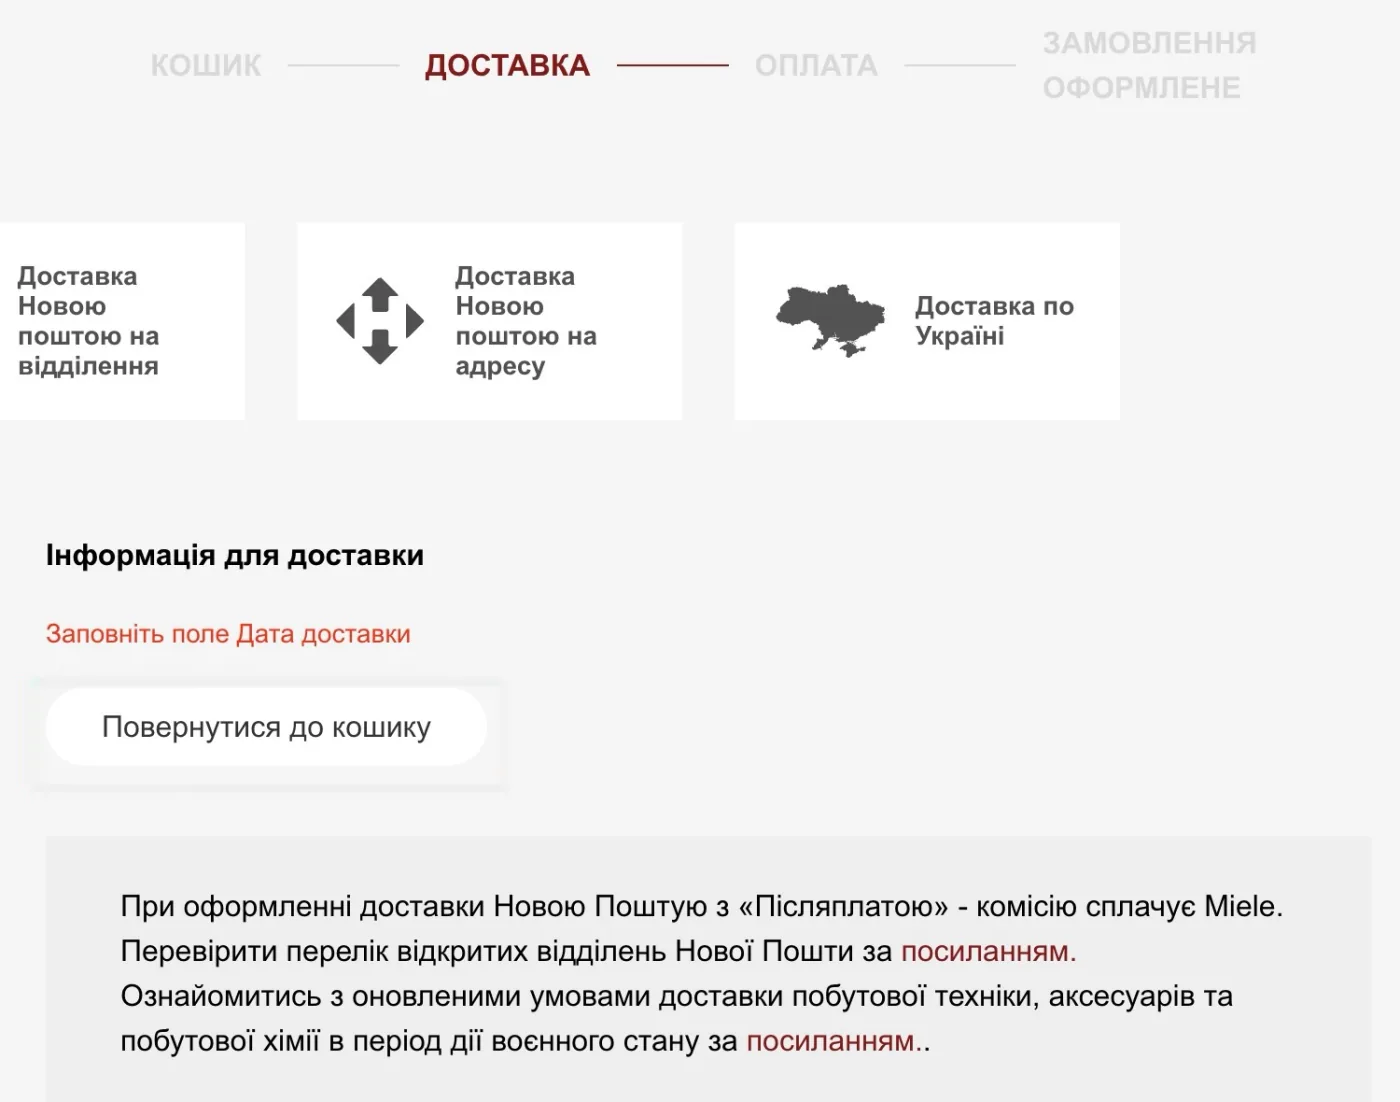 КОШИК
ДОСТАВКА
ОПЛАТА
ЗАМОВЛЕННЯ
ОФОРМЛЕНЕ
Доставка
Новою
поштою на
відділення
Доставка
Новою
поштою на
адресу
Доставка по
Україні
Інформація для доставки
Заповніть поле Дата доставки
Повернутися до кошику
При оформленні доставки Новою Поштую з «Післяплатою» - комісію сплачує Miele.
Перевірити перелік відкритих відділень Нової Пошти за посиланням.
Ознайомитись з оновленими умовами доставки побутової техніки, аксесуарів та
побутової хімії в період дії воєнного стану за посиланням..